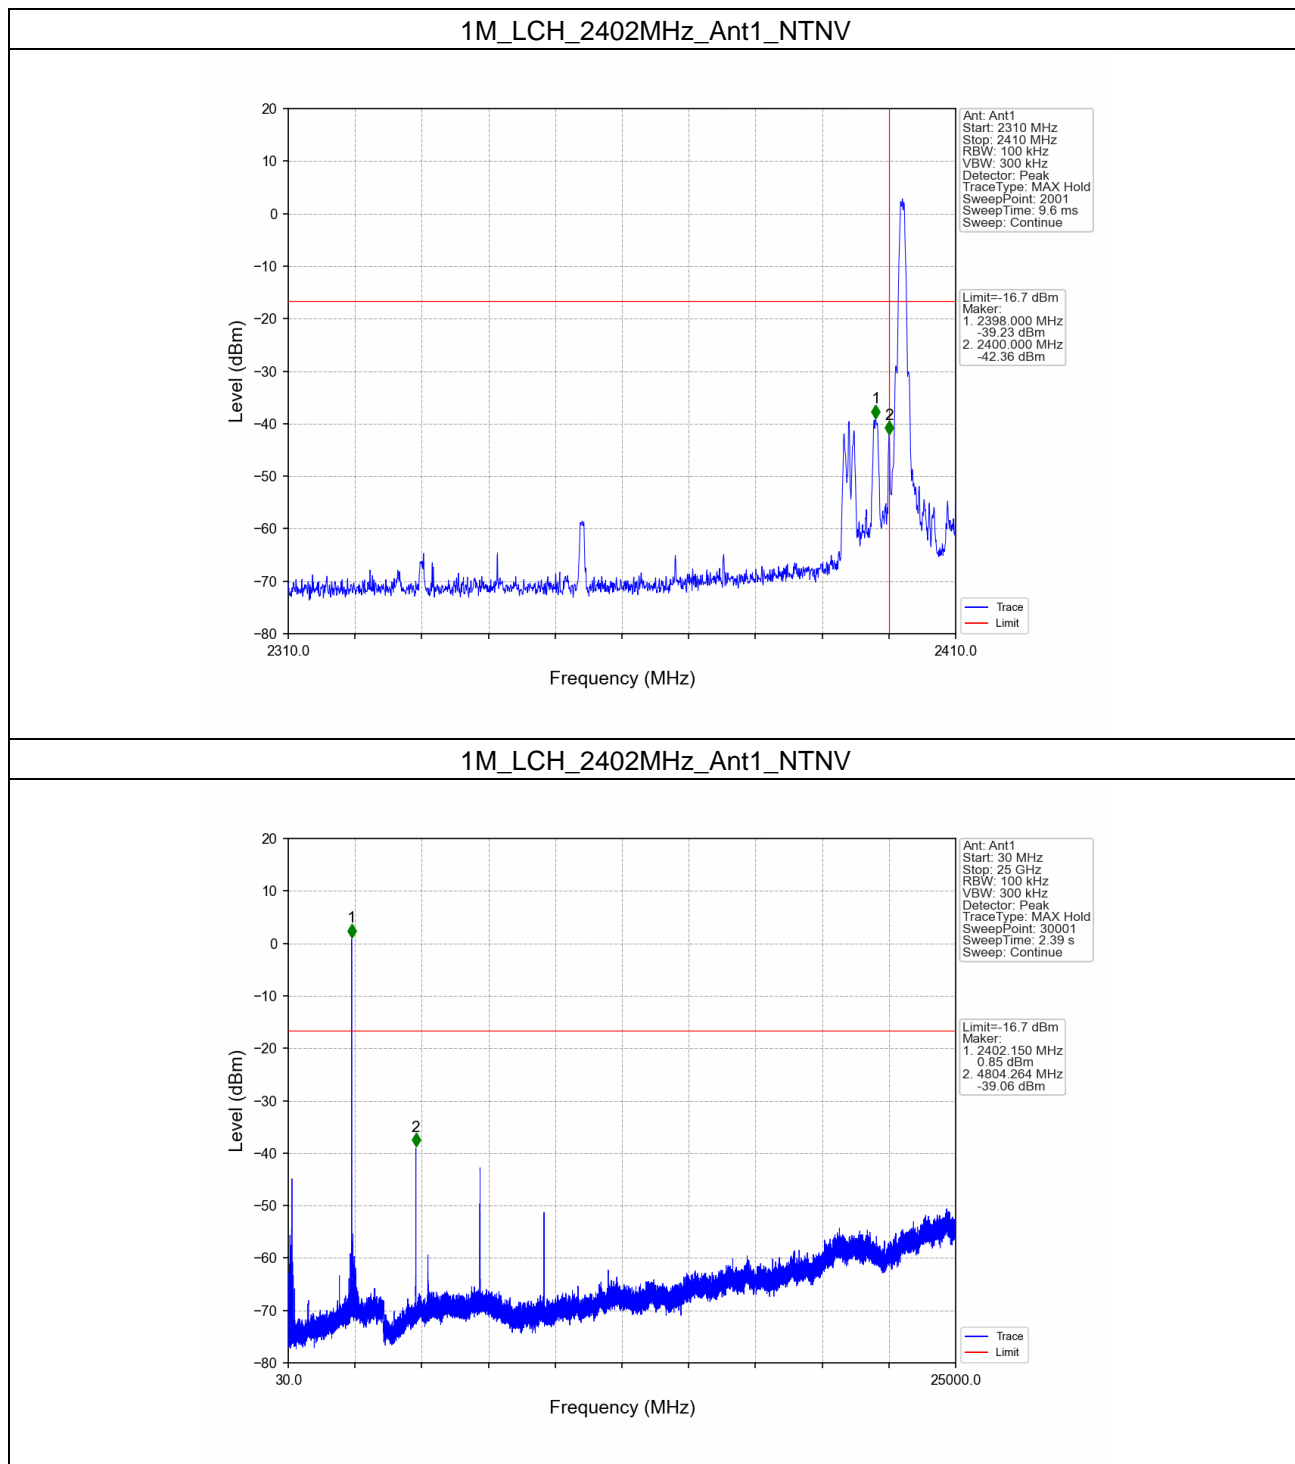 1M_LCH_2402MHz_Ant1_NTNV
20
10
0
−10
−20
−30
−40
−50
−60
−70
−80
Level (dBm)
2310.0
2410.0
Frequency (MHz)
1
2
Ant: Ant1
Start: 2310 MHz
Stop: 2410 MHz
RBW: 100 kHz
VBW: 300 kHz
Detector: Peak
TraceType: MAX Hold
SweepPoint: 2001
SweepTime: 9.6 ms
Sweep: Continue
Limit=-16.7 dBm
Maker:
1. 2398.000 MHz
-39.23 dBm
2. 2400.000 MHz
-42.36 dBm
Trace
Limit
1M_LCH_2402MHz_Ant1_NTNV
20
10
0
−10
−20
−30
−40
−50
−60
−70
−80
Level (dBm)
30.0
25000.0
Frequency (MHz)
1
2
Ant: Ant1
Start: 30 MHz
Stop: 25 GHz
RBW: 100 kHz
VBW: 300 kHz
Detector: Peak
TraceType: MAX Hold
SweepPoint: 30001
SweepTime: 2.39 s
Sweep: Continue
Limit=-16.7 dBm
Maker:
1. 2402.150 MHz
0.85 dBm
2. 4804.264 MHz
-39.06 dBm
Trace
Limit